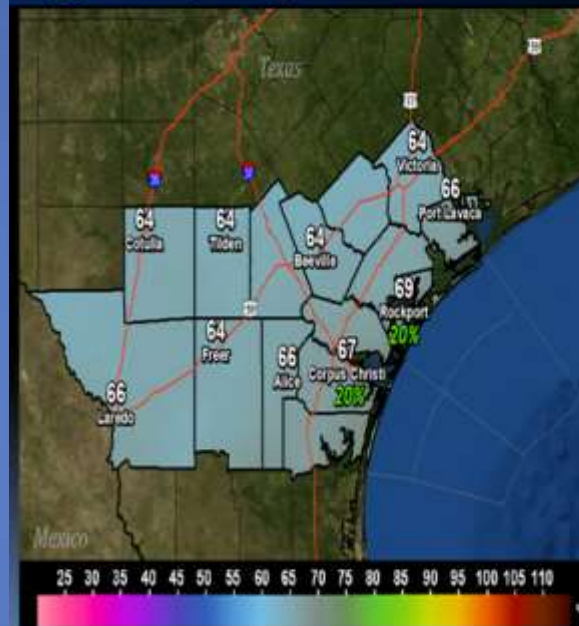 Texas
64
Victoria
66
Port Lavaca
64
Cotulla
64
Tilden
64
Beeville
69
Rockport
20%
64
Freer
66
Alice
67
Corpus Christi
20%
66
Laredo
Mexico
25 30 35 40 45 50 55 60 65 70 75 80 85 90 95 100 105 110